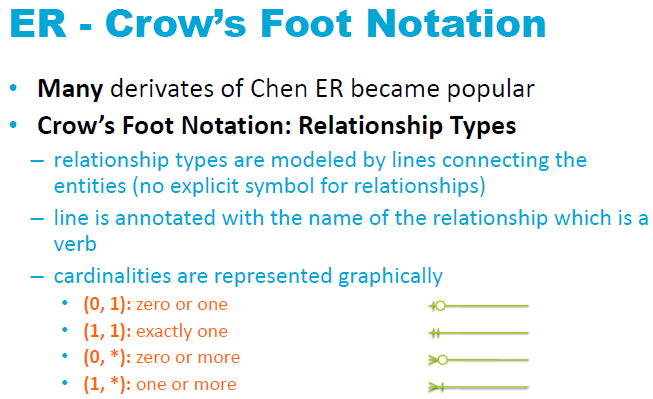 ER - Crow’s Foot Notation
• Many derivates of Chen ER became popular
• Crow’s Foot Notation: Relationship Types
– relationship types are modeled by lines connecting the
entities (no explicit symbol for relationships)
– line is annotated with the name of the relationship which is a
verb
– cardinalities are represented graphically
• (0, 1): zero or one
• (1, 1): exactly one
• (0, *): zero or more
• (1, *): one or more